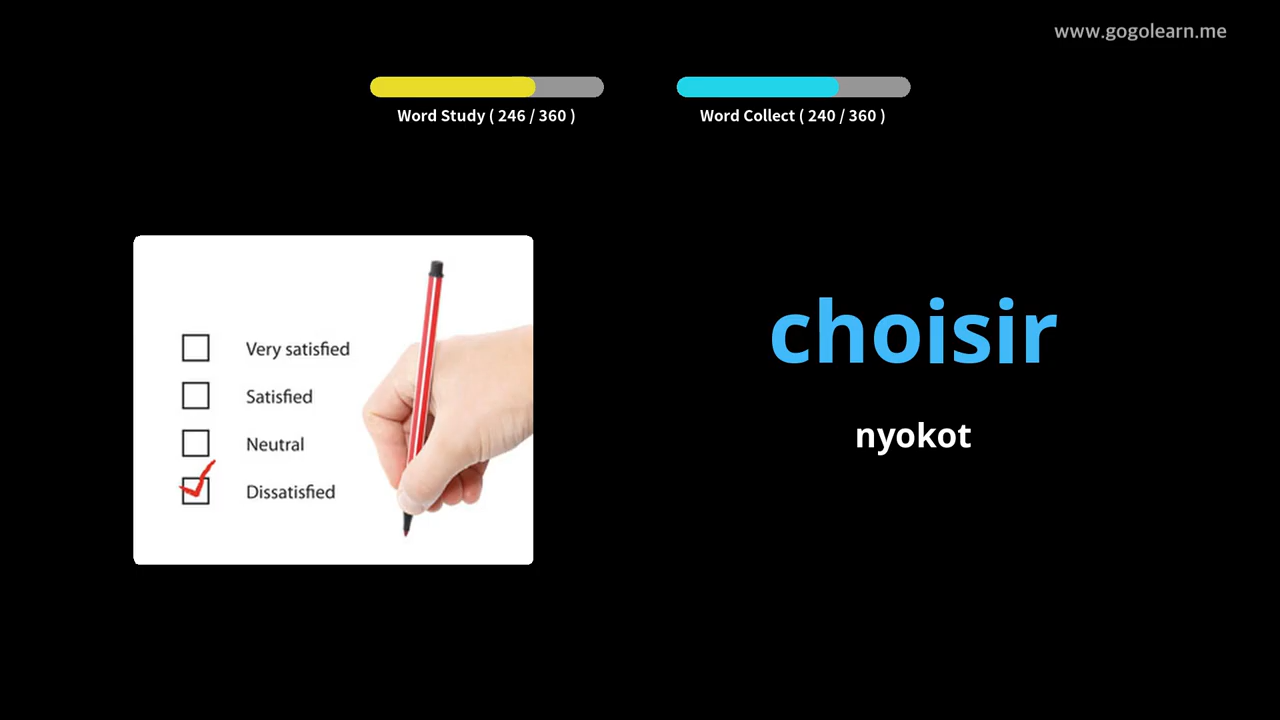 www.gogolearn.me
Word Study ( 246 / 360 )
Word Collect ( 240 / 360 )
Very satisfied
Satisfied
Neutral
Dissatisfied
choisir
nyokot